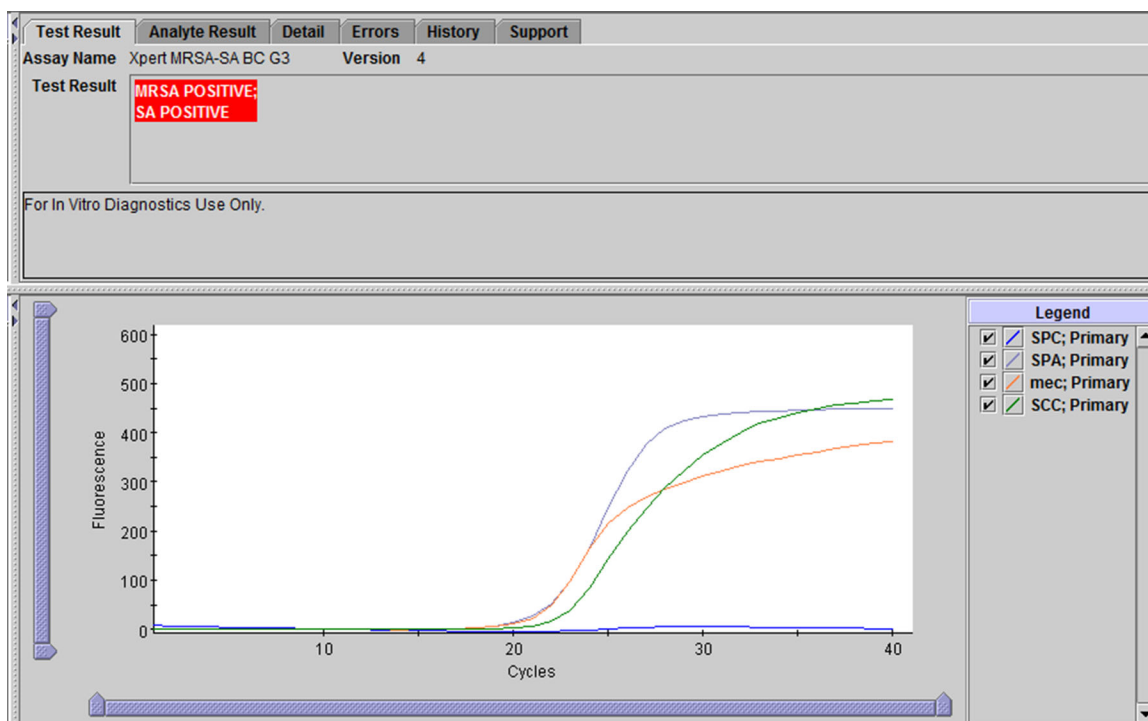 Test Result Analyte Result Detail Errors History Support
Assay Name Xpert MRSA-SA BC G3 Version 4
Test Result MRSA POSITIVE;
SA POSITIVE
For In Vitro Diagnostics Use Only.
Legend
SPC; Primary
SPA; Primary
mec; Primary
SCC; Primary
600
500
400
300
200
100
0
Fluorescence
10 20 30 40
Cycles